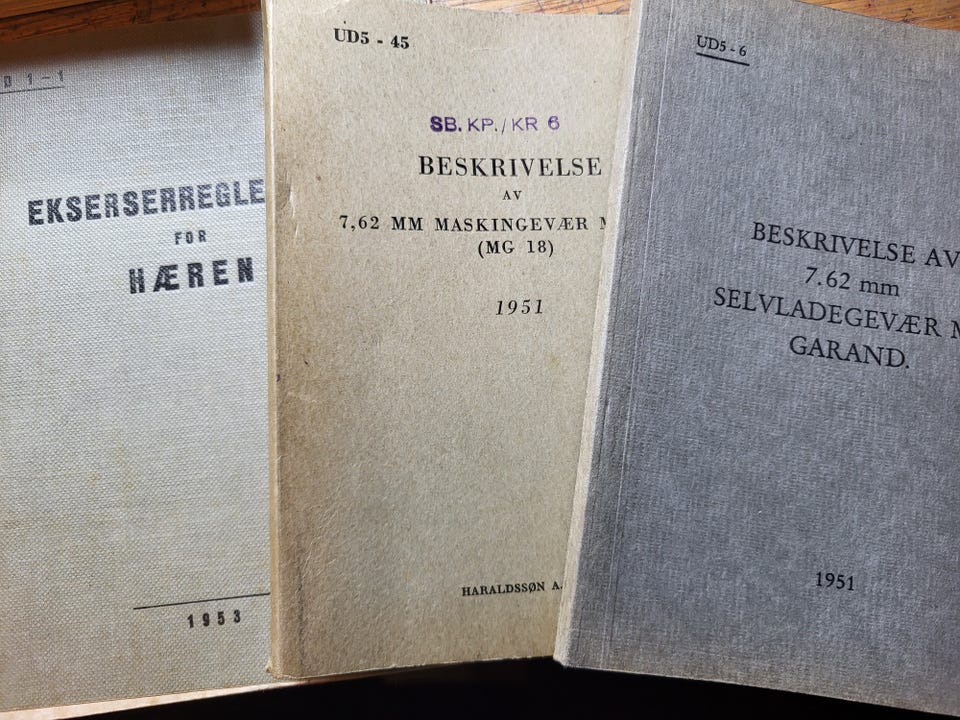 Ø 1-1
EKSERSERREGLE
FOR
HÆREN
1953
UD5 - 45
SB. KP./KR 6
BESKRIVELSE
AV
7,62 MM MASKINGEVÆR
(MG 18)
1951
HARALDSSØN A.
UD5-6
BESKRIVELSE AV
7.62 mm
SELVLADEGEVÆR
GARAND.
1951